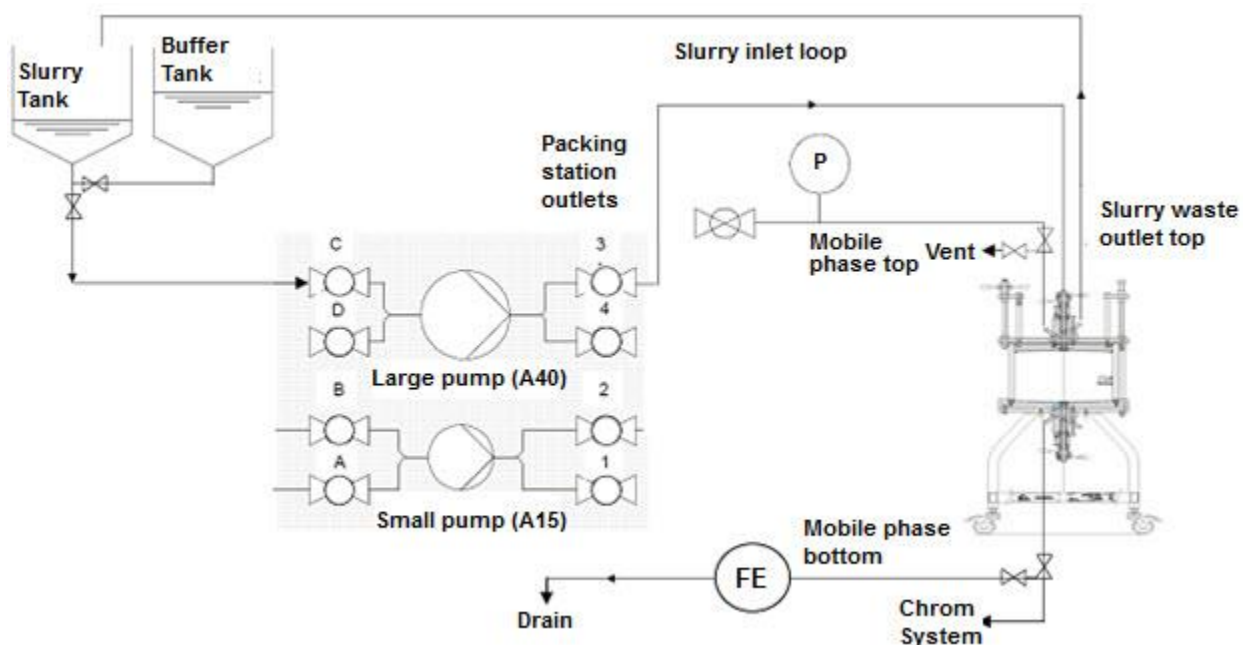 Slurry
Tank
Buffer
Tank
Slurry inlet loop
Packing
station
outlets
P
Mobile
phase top
Vent
Slurry waste
outlet top
C
3
D
4
Large pump (A40)
B
2
A
1
Small pump (A15)
Mobile phase
bottom
FE
Drain
Chrom
System